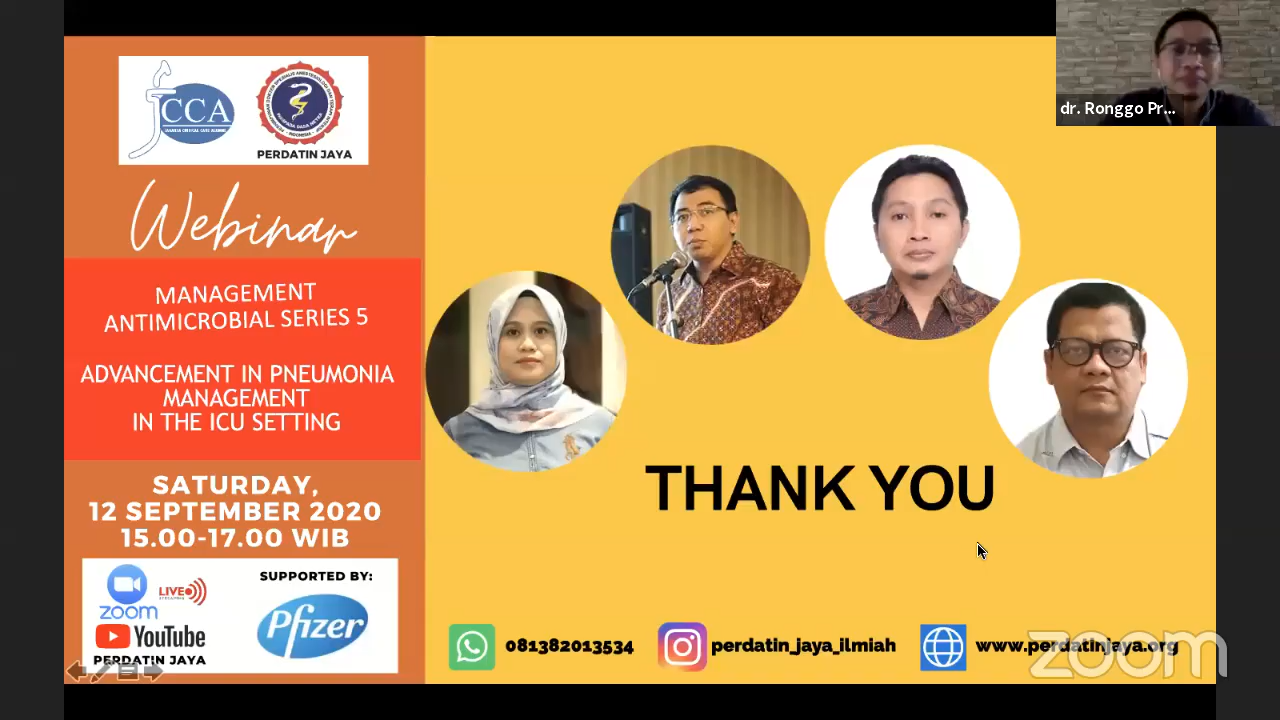 JCCA
PERDATIN JAYA
Webinar
MANAGEMENT
ANTIMICROBIAL SERIES 5
ADVANCEMENT IN PNEUMONIA
MANAGEMENT
IN THE ICU SETTING
SATURDAY,
12 SEPTEMBER 2020
15.00-17.00 WIB
zoom
LIVE
YouTube
PERDATIN JAYA
SUPPORTED BY:
Pfizer
dr. Ronggo Pr...
THANK YOU
081382013534
perdatin_jaya_ilmiah
www.perdatinjaya.org
zoom